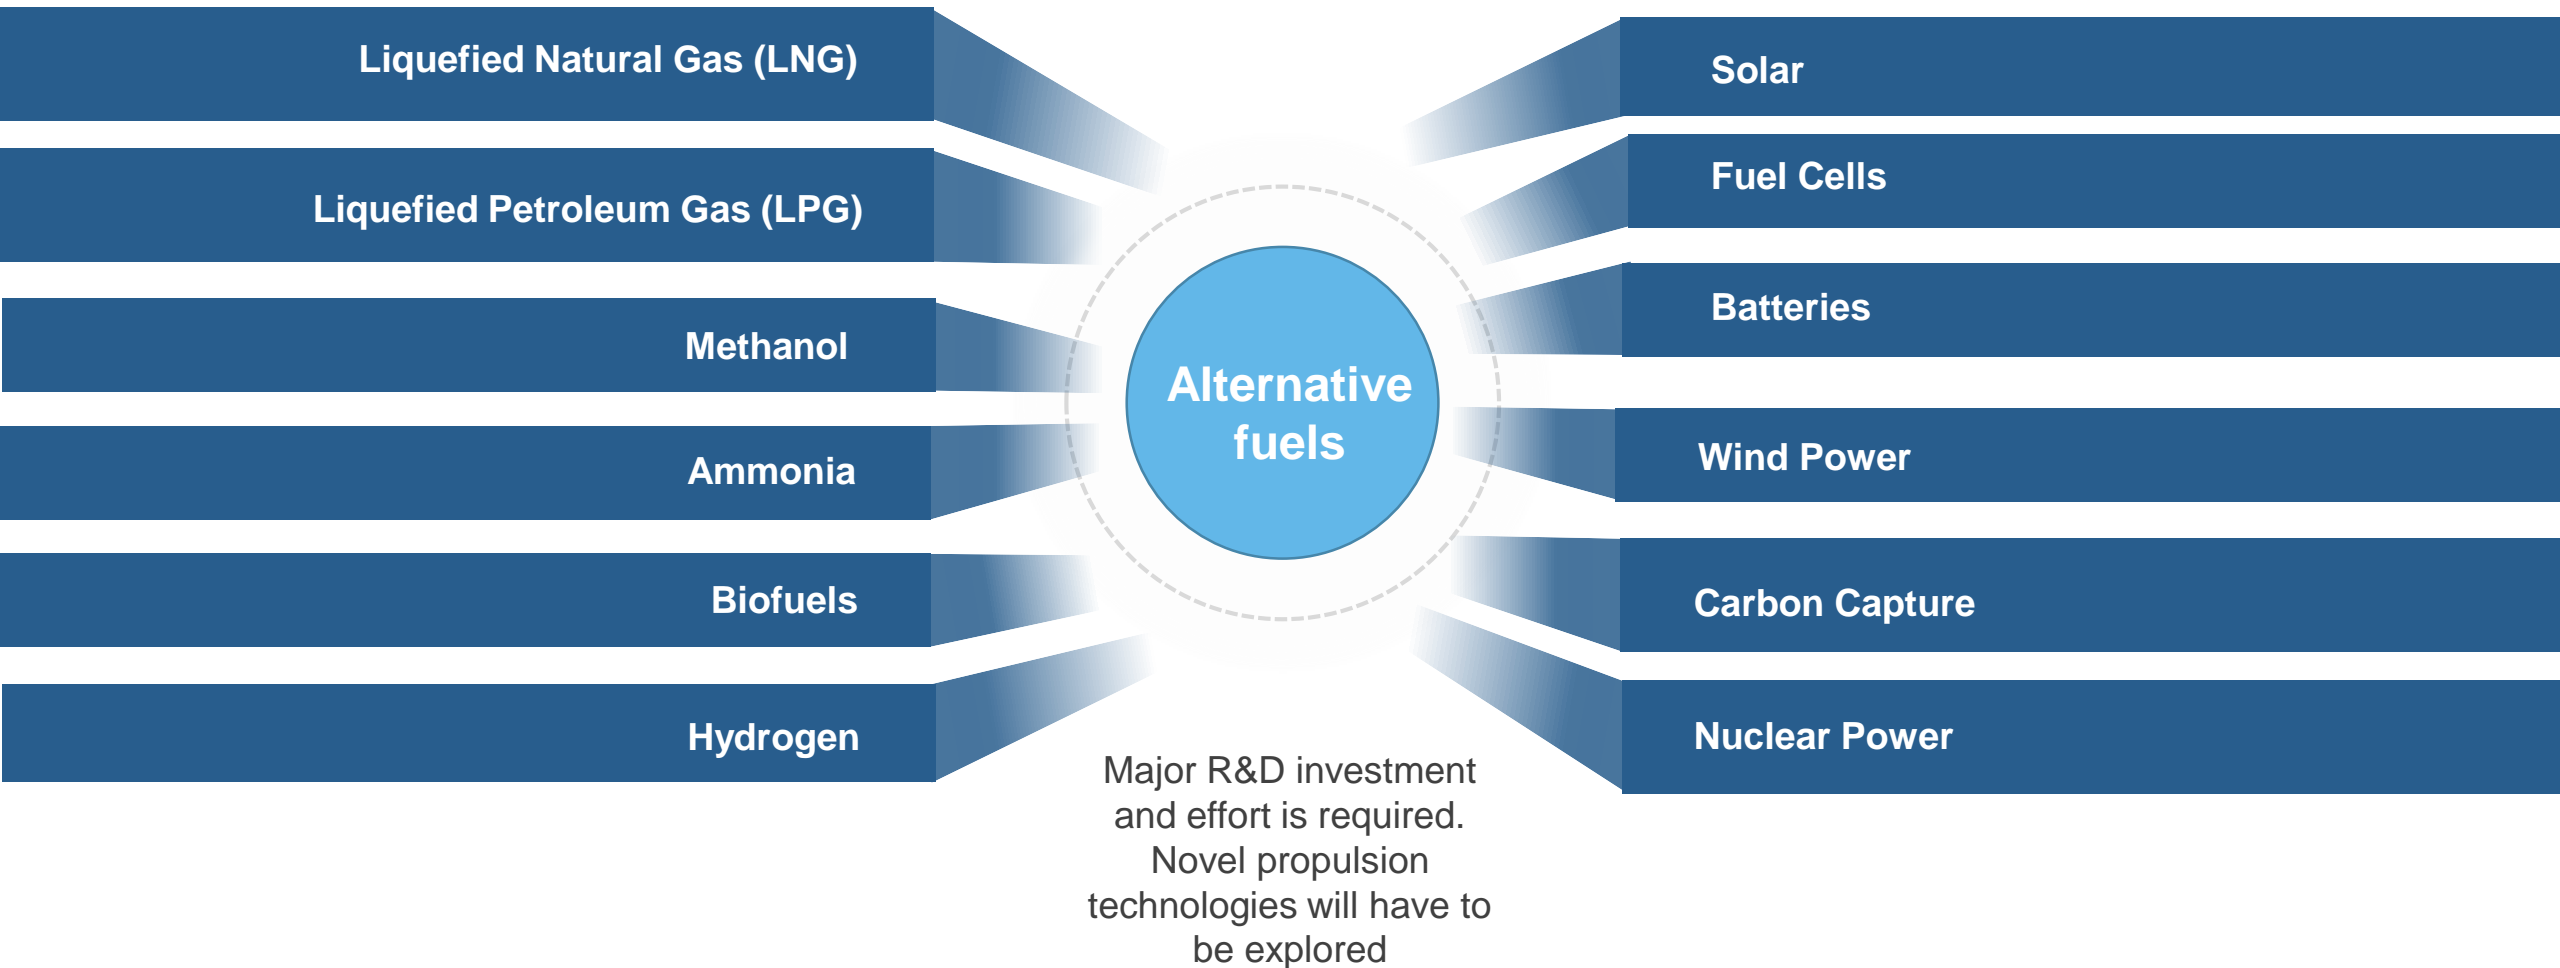 Liquefied Natural Gas (LNG)
Liquefied Petroleum Gas (LPG)
Methanol
Ammonia
Biofuels
Hydrogen
Alternative
fuels
Solar
Fuel Cells
Batteries
Wind Power
Carbon Capture
Nuclear Power
Major R&D investment
and effort is required.
Novel propulsion
technologies will have to
be explored